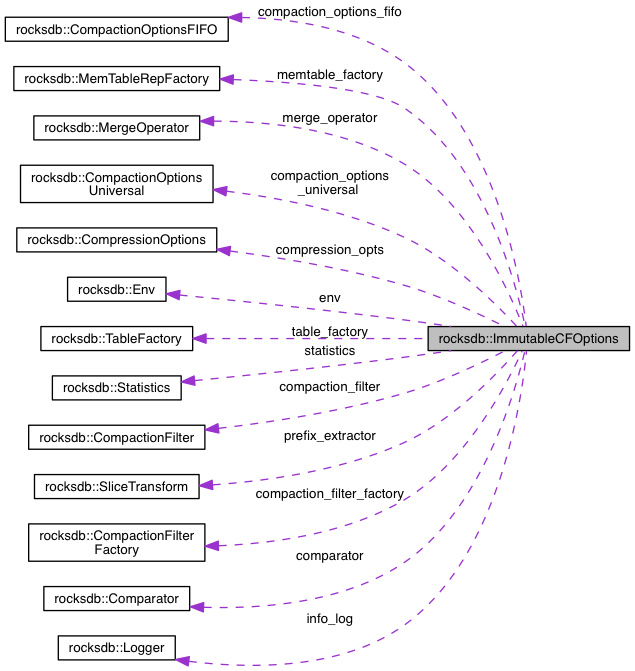 compaction_options_fifo
rocksdb::CompactionOptionsFIFO
memtable_factory
rocksdb::MemTableRepFactory
merge_operator
rocksdb::MergeOperator
compaction_options
_universal
rocksdb::CompactionOptions
Universal
rocksdb::CompressionOptions
compression_opts
rocksdb::Env
env
rocksdb::TableFactory
table_factory
rocksdb::ImmutableCFOptions
statistics
rocksdb::Statistics
compaction_filter
rocksdb::CompactionFilter
prefix_extractor
rocksdb::SliceTransform
compaction_filter_factory
rocksdb::CompactionFilter
Factory
comparator
rocksdb::Comparator
info_log
rocksdb::Logger